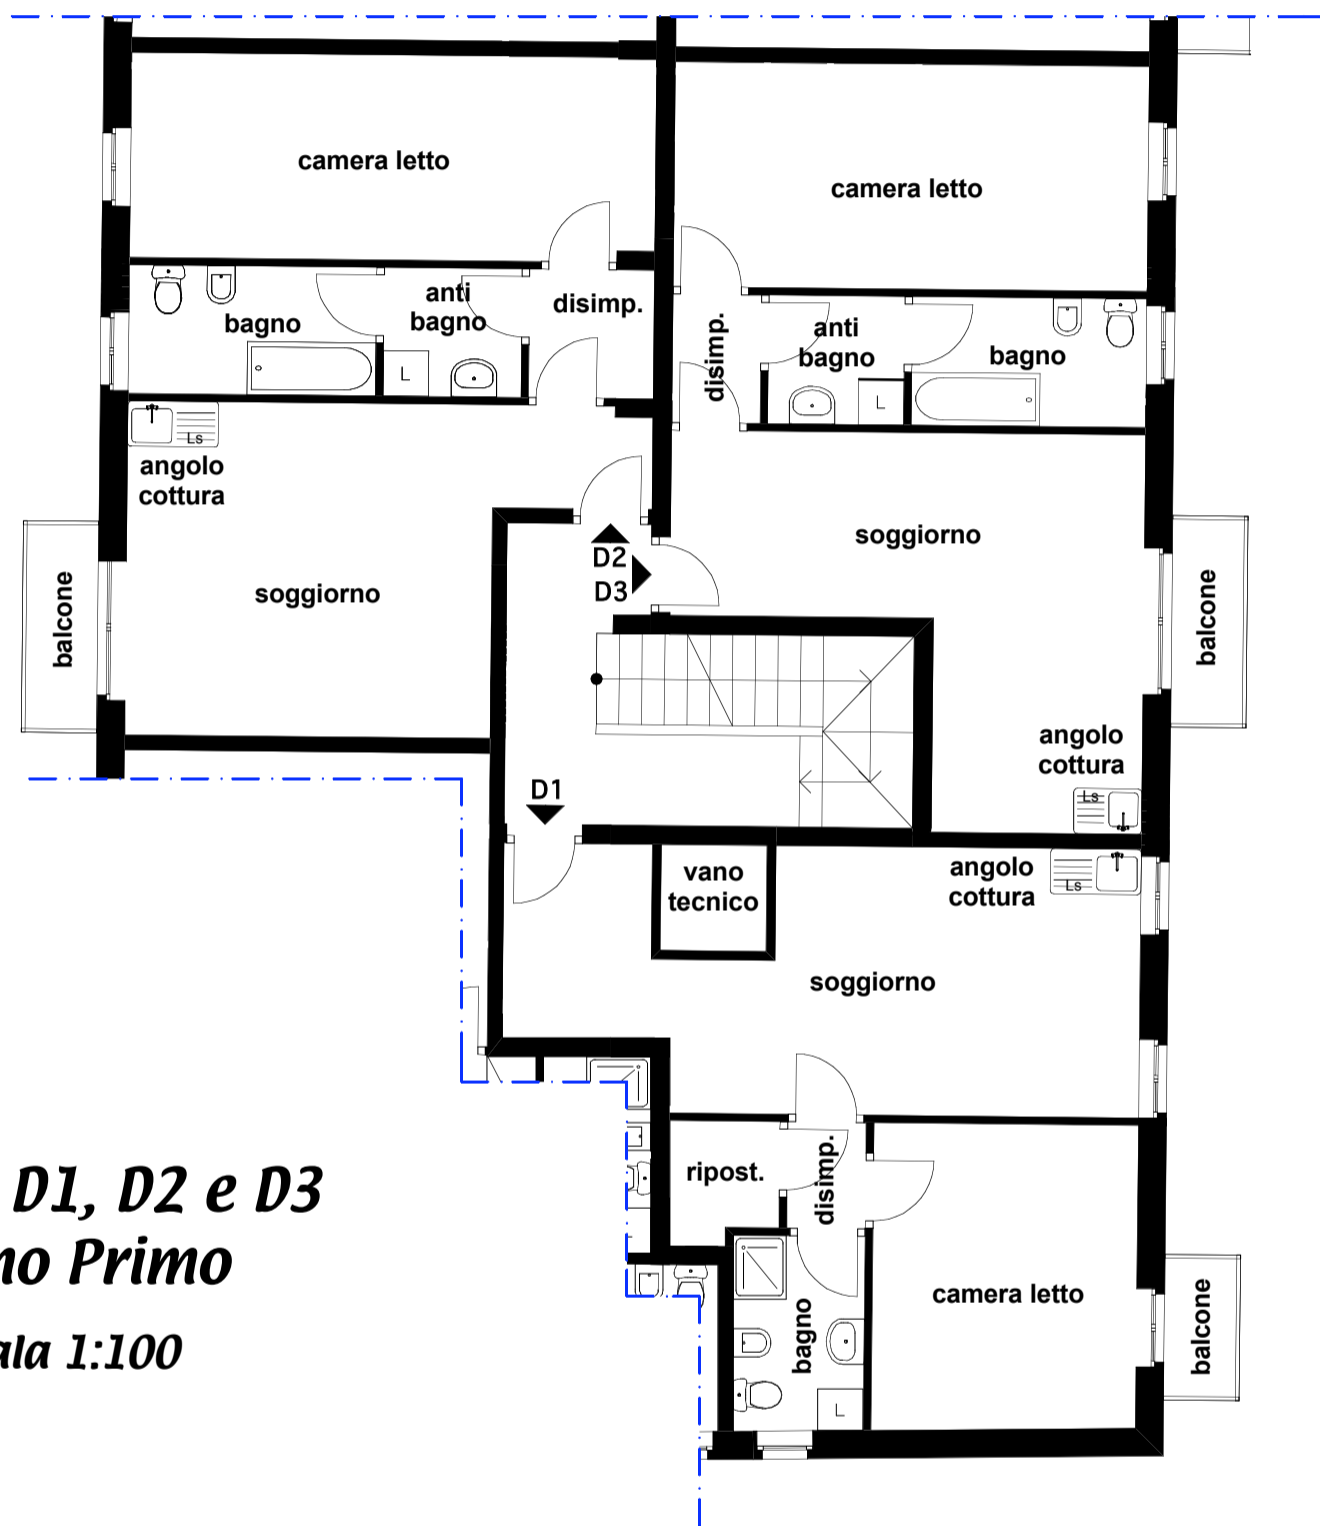 camera letto
camera letto
anti
bagno
disimp.
bagno
disimp.
anti
bagno
bagno
L
L
Ls
angolo
cottura
soggiorno
soggiorno
balcone
balcone
D2
D3
angolo
cottura
Ls
D1
vano
tecnico
angolo
cottura
Ls
soggiorno
ripost.
disimp.
camera letto
bagno
balcone
L
D1, D2 e D3
no Primo
ala 1:100